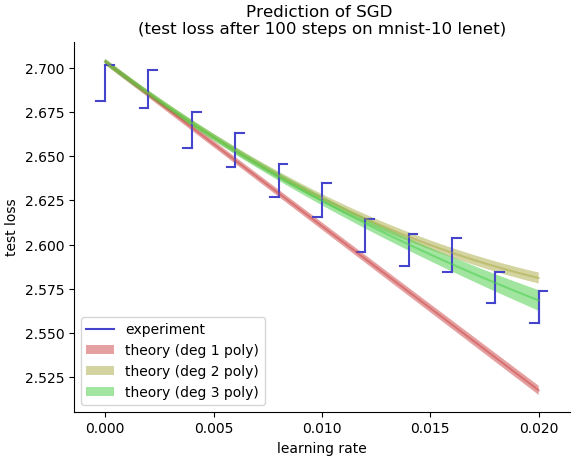 Prediction of SGD
(test loss after 100 steps on mnist-10 lenet)
test loss
2.700
2.675
2.650
2.625
2.600
2.575
2.550
2.525
experiment
theory (deg 1 poly)
theory (deg 2 poly)
theory (deg 3 poly)
0.000
0.005
0.010
0.015
0.020
learning rate